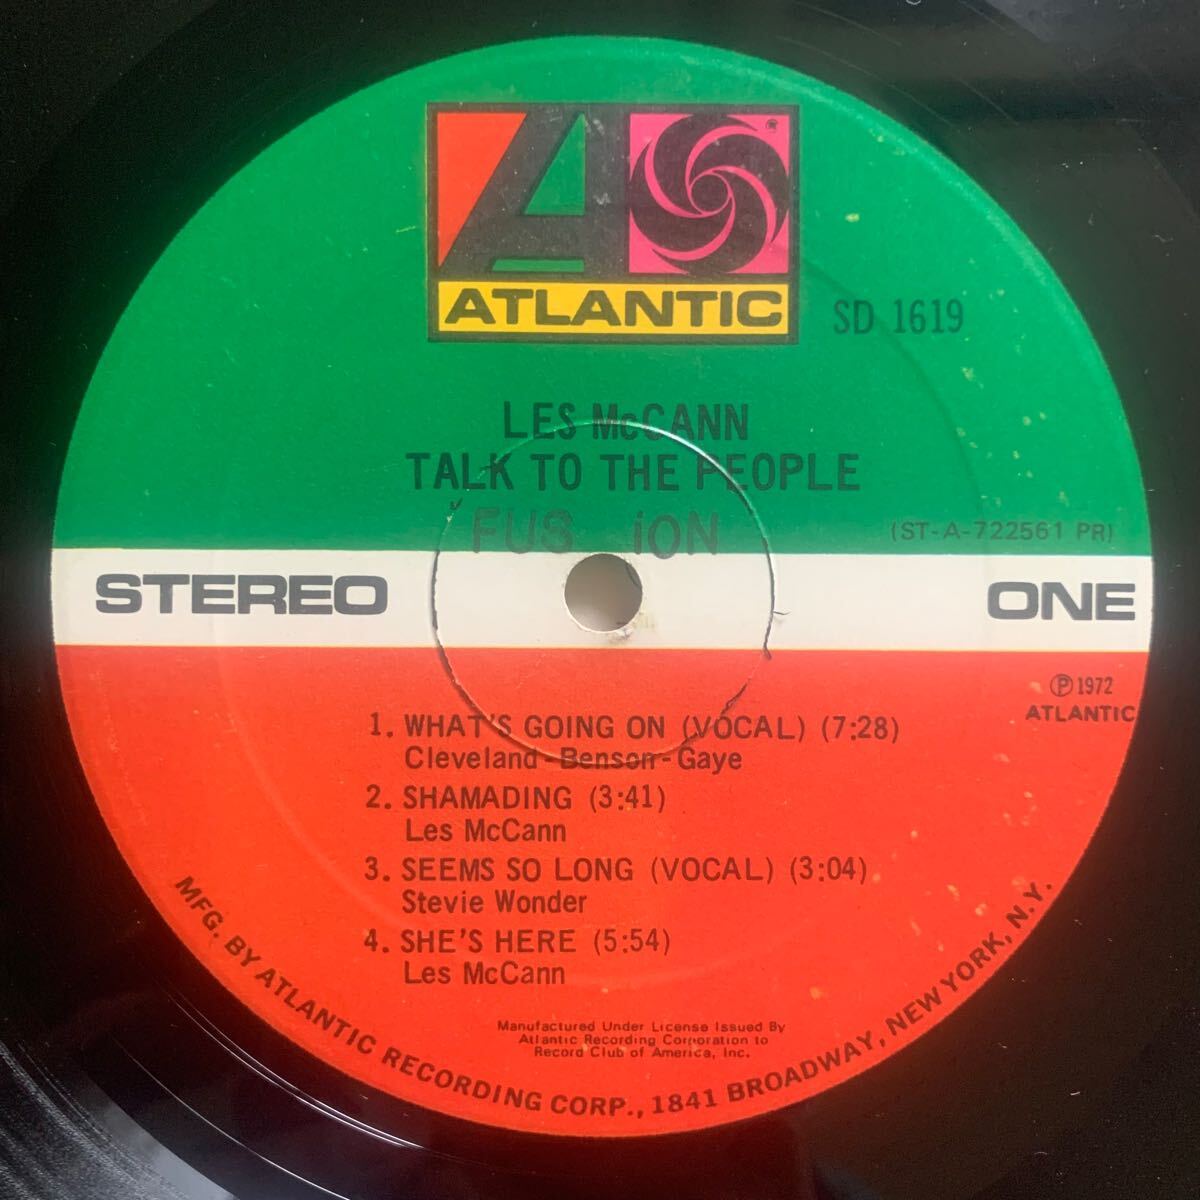 ®
ATLANTIC
SD 1619
LES McCANN
TALK TO THE PEOPLE
FUS iON
(ST-A-722561 PR)
STEREO
ONE
℗ 1972
ATLANTIC
1. WHAT'S GOING ON (VOCAL) (7:28)
Cleveland-Benson-Gaye
2. SHAMADING (3:41)
Les McCann
3. SEEMS SO LONG (VOCAL) (3:04)
Stevie Wonder
4. SHE'S HERE (5:54)
Les McCann
Manufactured Under License Issued By
Atlantic Recording Corporation to
Record Club of America, Inc.
MFG. BY ATLANTIC RECORDING CORP., 1841 BROADWAY, NEW YORK, N.Y.